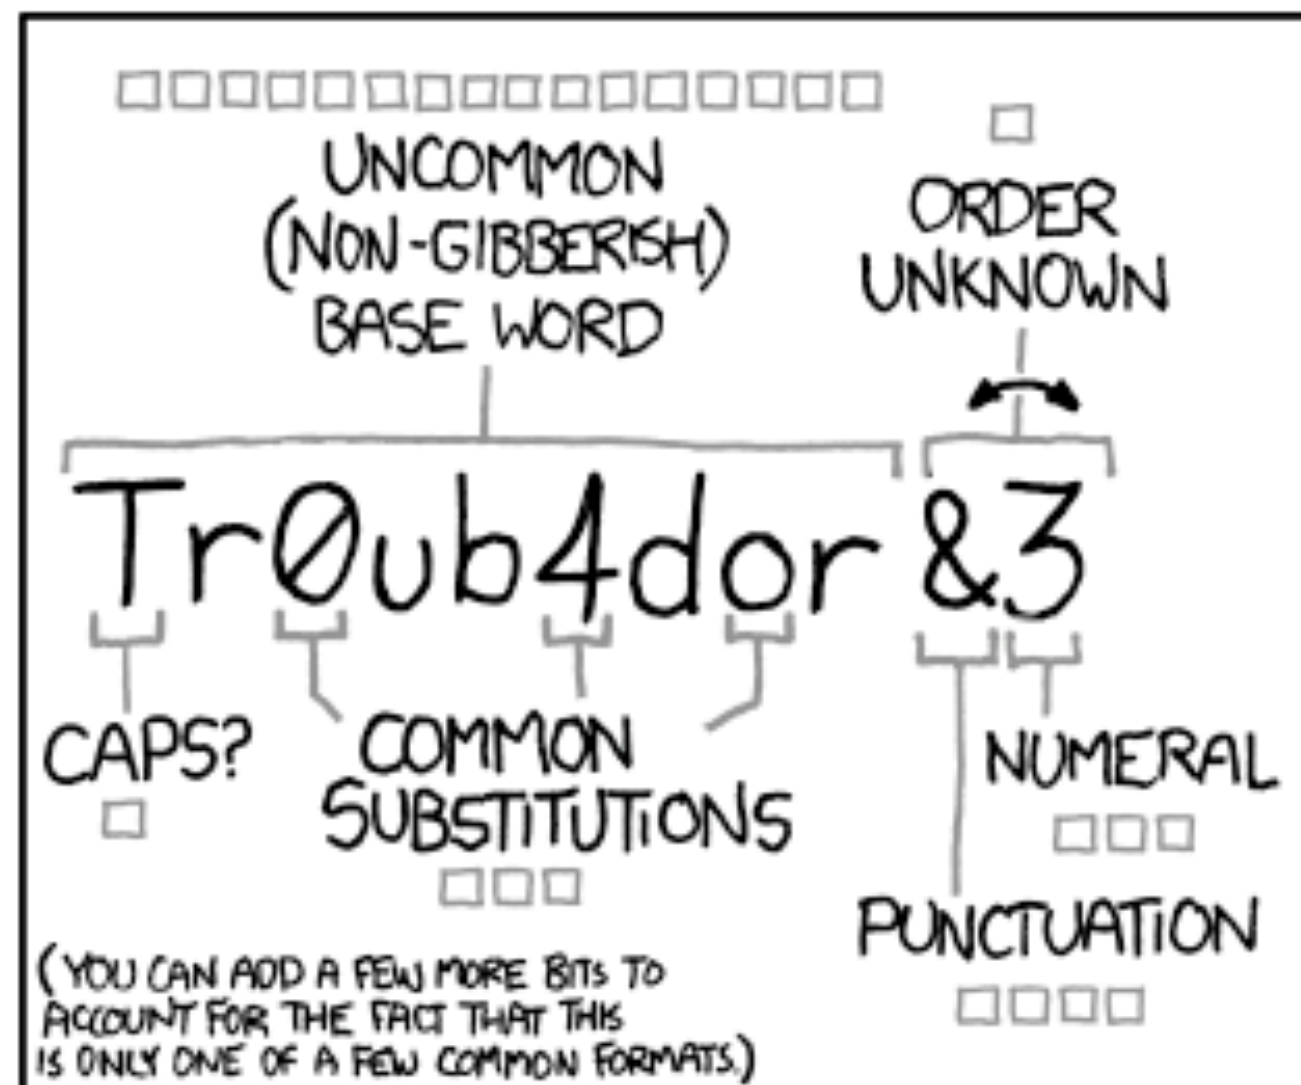 UNCOMMON
(NON-GIBBERISH)
BASE WORD
ORDER
UNKNOWN
Tr0ub4dor &3
CAPS?
COMMON
SUBSTITUTIONS
NUMERAL
PUNCTUATION
(YOU CAN ADD A FEW MORE BITS TO
ACCOUNT FOR THE FACT THAT THIS
IS ONLY ONE OF A FEW COMMON FORMATS.)